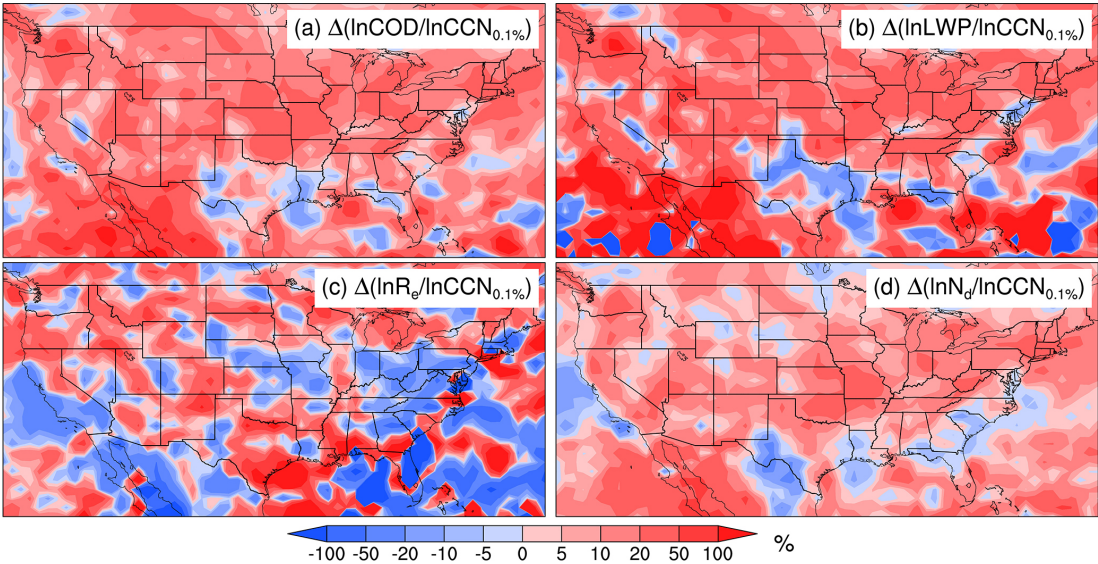 (a) Δ(lnCOD/lnCCN0.1%)
(b) Δ(lnLWP/lnCCN0.1%)
(c) Δ(lnRe/lnCCN0.1%)
(d) Δ(lnNd/lnCCN0.1%)
-100 -50 -20 -10 -5 0 5 10 20 50 100 %